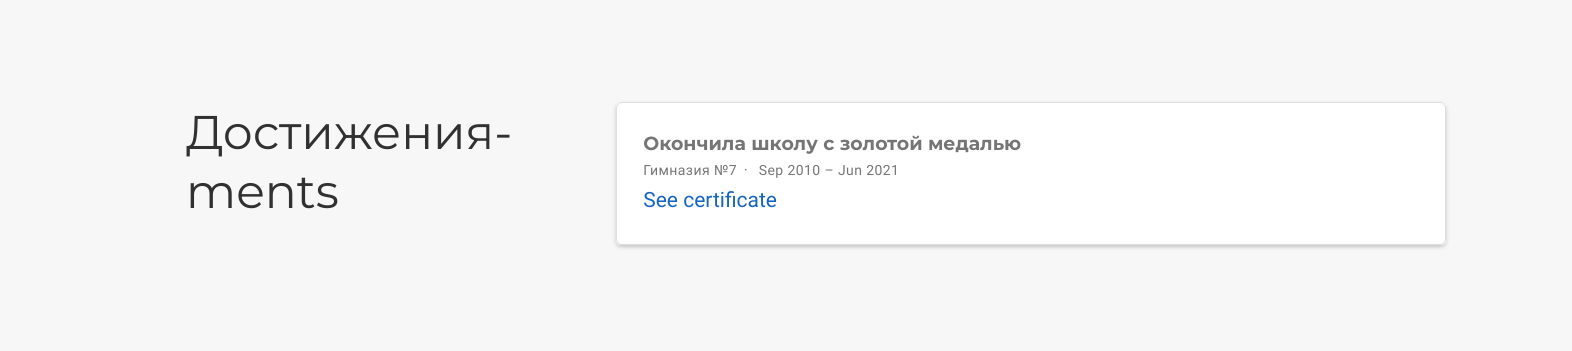 Достижения-
ments
Окончила школу с золотой медалью
Гимназия №7 · Sep 2010 – Jun 2021
See certificate